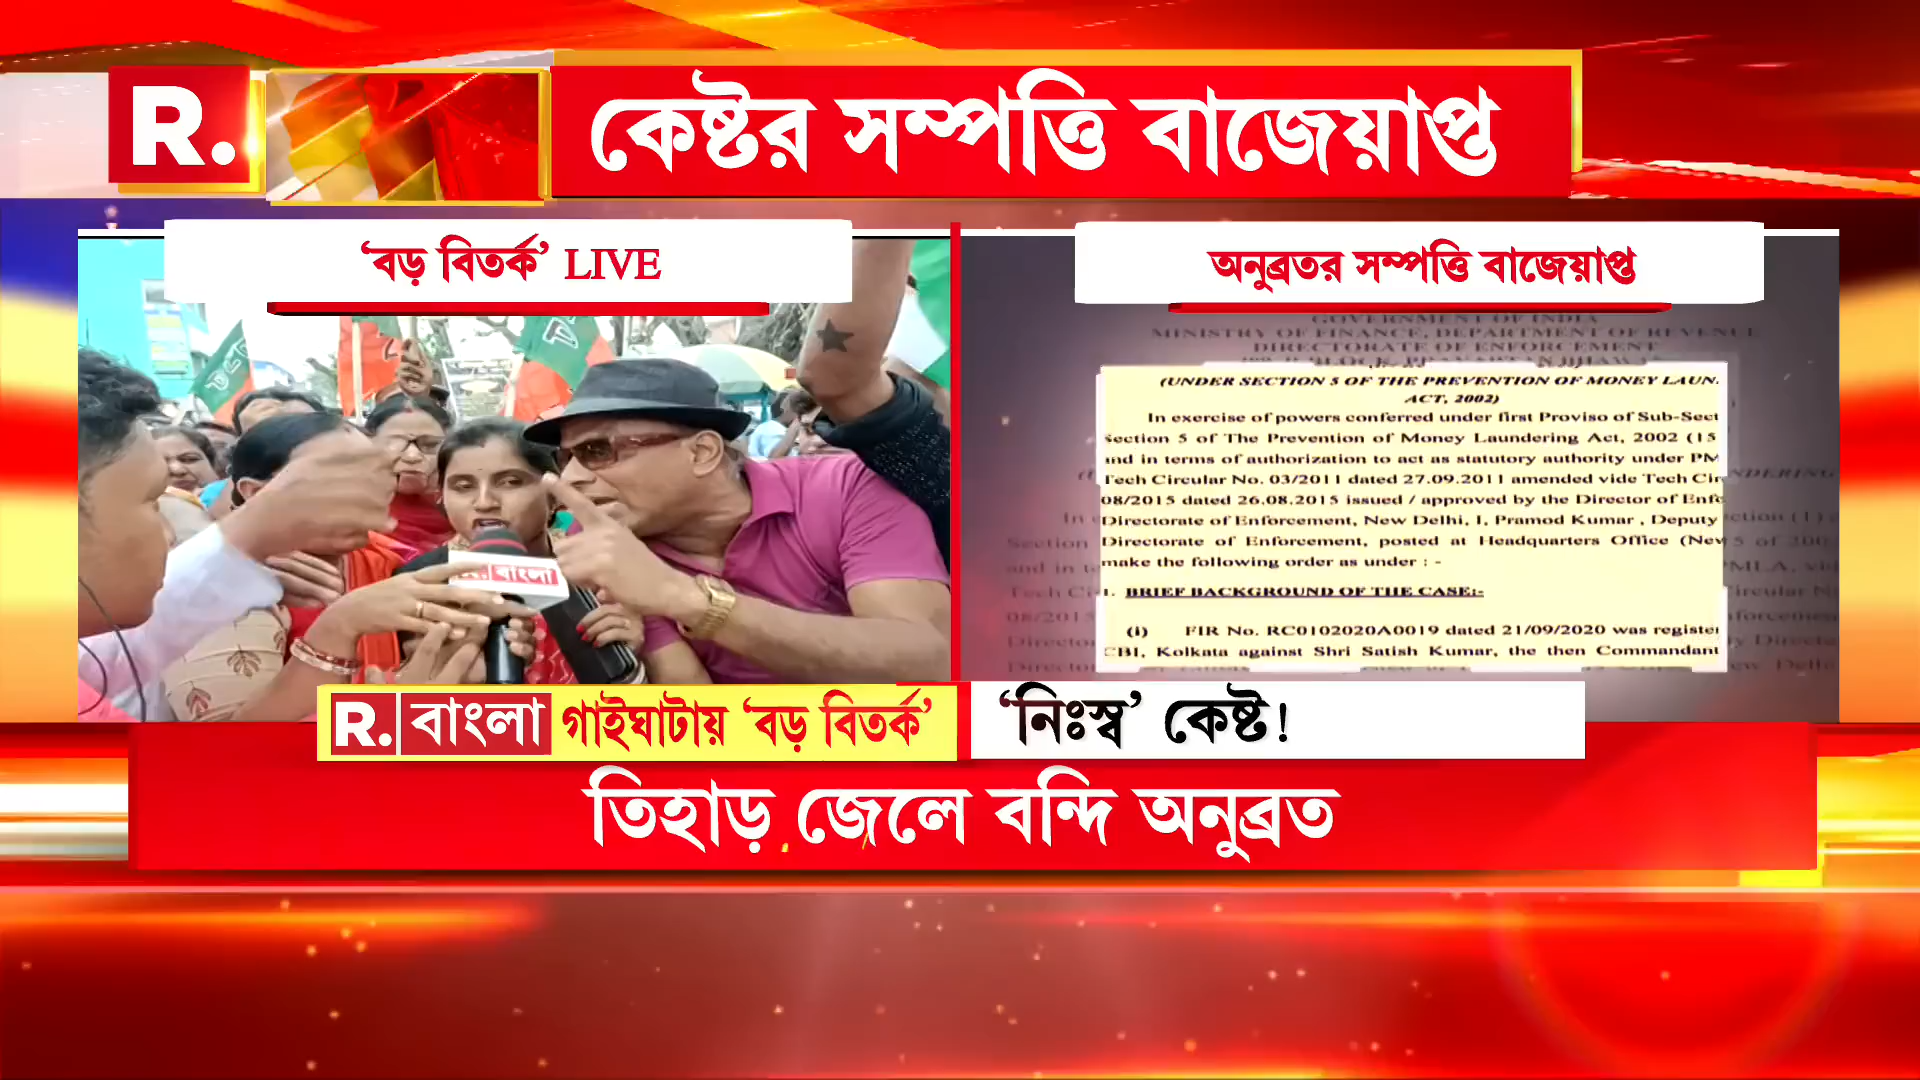 R.
কেষ্টর সম্পত্তি বাজেয়াপ্ত
‘বড় বিতর্ক’ LIVE
অনুব্রতর সম্পত্তি বাজেয়াপ্ত
GOVERNMENT OF INDIA
MINISTRY OF FINANCE, DEPARTMENT OF REVENUE
DIRECTORATE OF ENFORCEMENT
(UNDER SECTION 5 OF THE PREVENTION OF MONEY LAUN
ACT, 2002)
In exercise of powers conferred under first Proviso of Sub-Sect
Section 5 of The Prevention of Money Laundering Act, 2002 (15
and in terms of authorization to act as statutory authority under PM
Tech Circular No. 03/2011 dated 27.09.2011 amended vide Tech Cir
08/2015 dated 26.08.2015 issued / approved by the Director of Enfo
Directorate of Enforcement, New Delhi, I, Pramod Kumar , Deputy
Directorate of Enforcement, posted at Headquarters Office (New
make the following order as under : -
1. BRIEF BACKGROUND OF THE CASE:-
(i) FIR No. RC0102020A0019 dated 21/09/2020 was register
CBI, Kolkata against Shri Satish Kumar, the then Commandant
R. বাংলা
R. বাংলা গাইঘাটায় ‘বড় বিতর্ক’
‘নিঃস্ব’ কেষ্ট!
তিহাড় জেলে বন্দি অনুব্রত